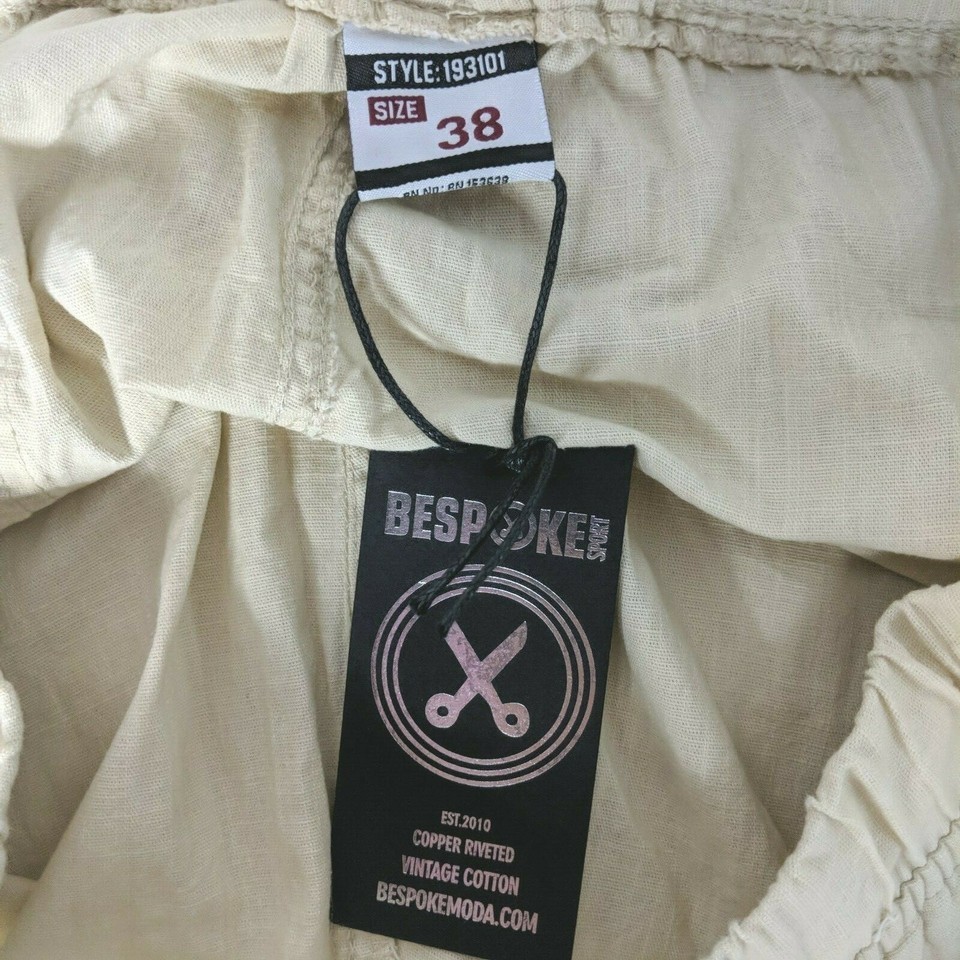 STYLE:193101
SIZE
38
BESPOKE SPORT
EST.2010
COPPER RIVETED
VINTAGE COTTON
BESPOKEMODA.COM